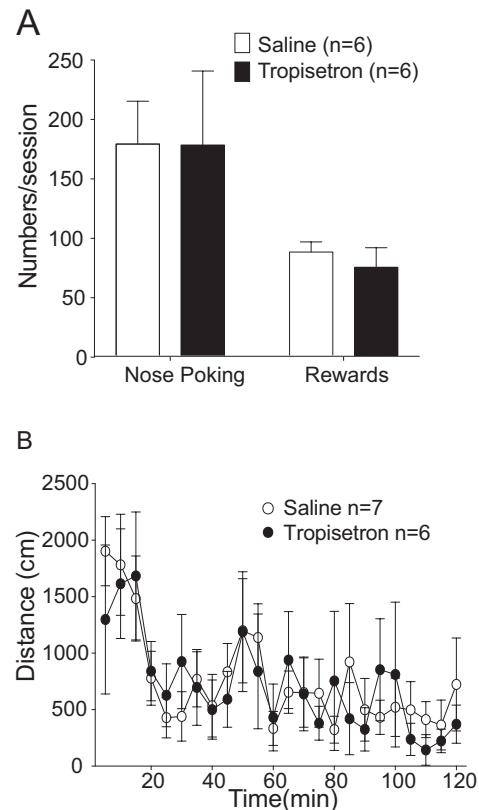 A
Saline (n=6)
Tropisetron (n=6)
250
200
150
100
50
0
Numbers/session
Nose Poking Rewards
B
2500
2000
1500
1000
500
0
Distance (cm)
Saline n=7
Tropisetron n=6
20 40 60 80 100 120
Time(min)